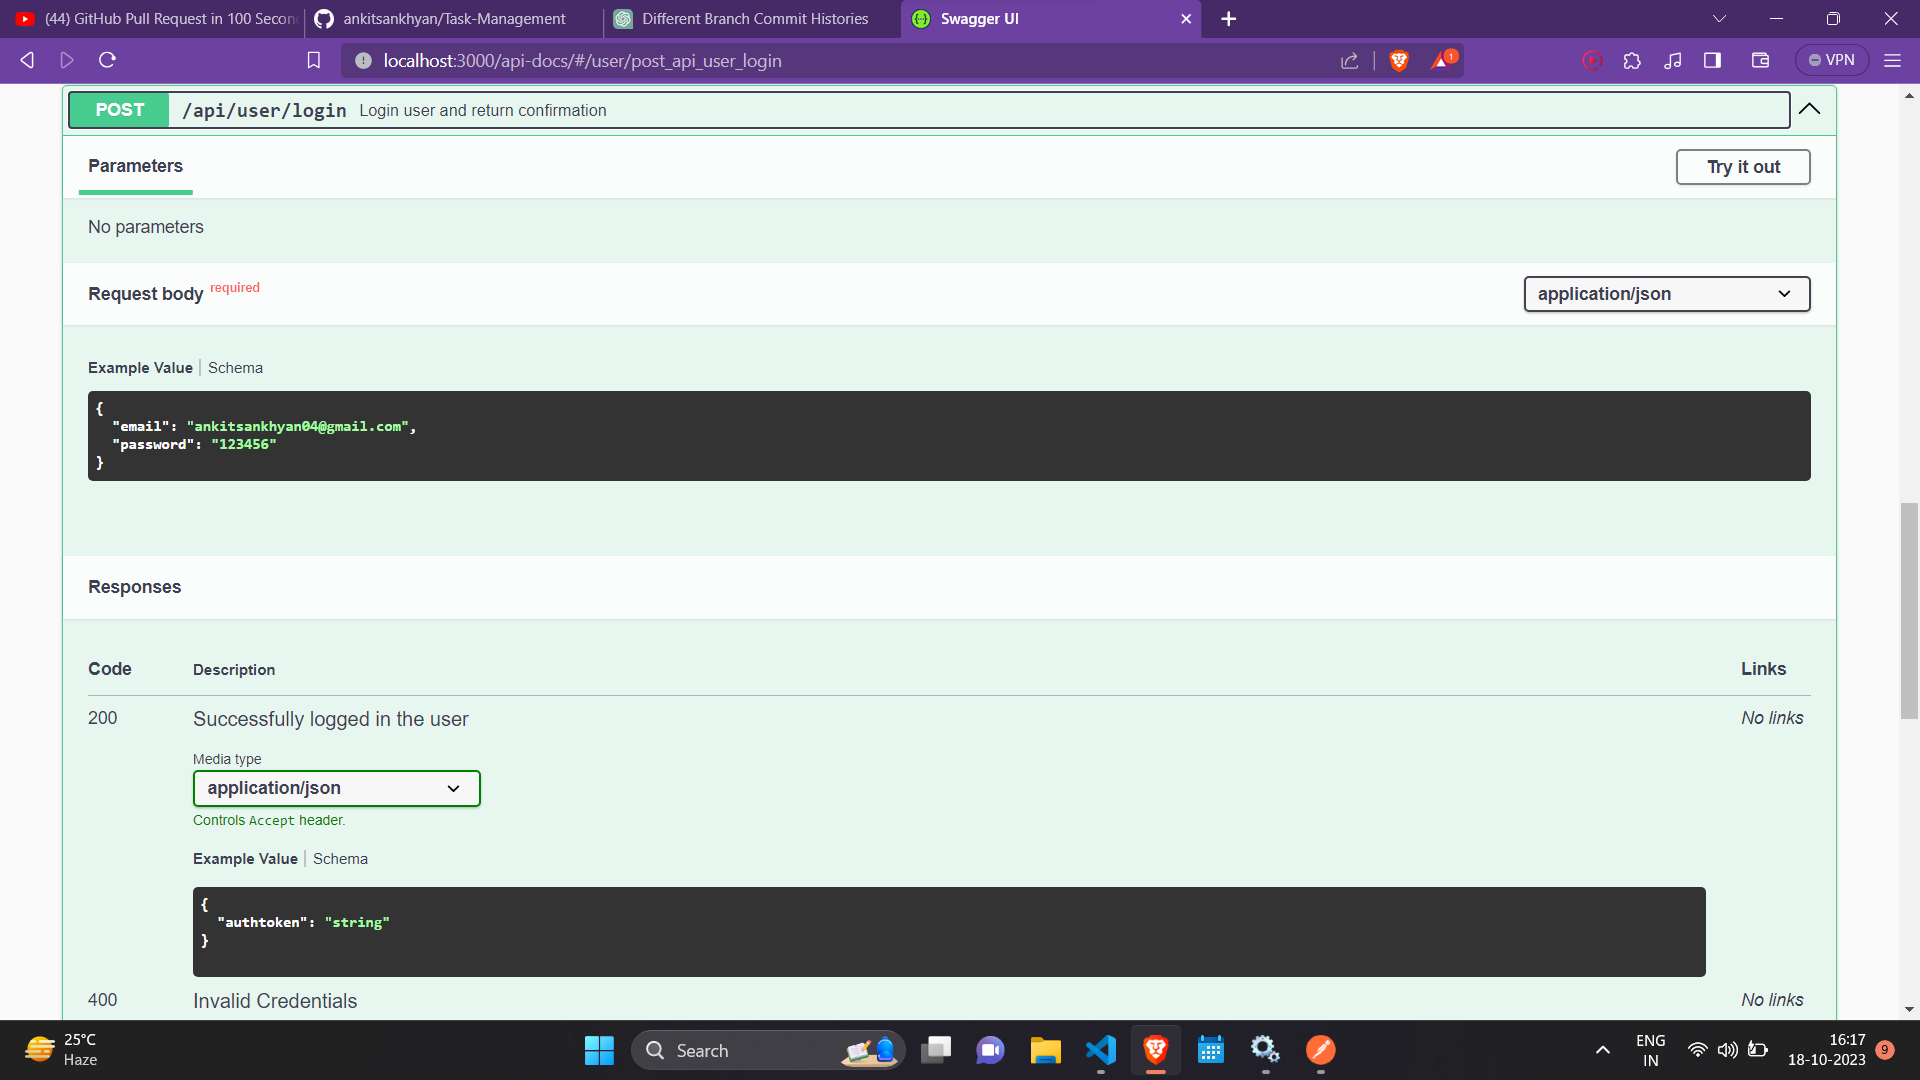 (44) GitHub Pull Request in 100 Secon
ankitsankhyan/Task-Management
Different Branch Commit Histories
Swagger UI
localhost:3000/api-docs/#/user/post_api_user_login
1
VPN
POST
/api/user/login
Login user and return confirmation
Parameters
Try it out
No parameters
Request body required
application/json
Example Value
Schema
{
"email": "ankitsankhyan04@gmail.com",
"password": "123456"
}
Responses
Code
Description
Links
200
Successfully logged in the user
No links
Media type
application/json
Controls Accept header.
Example Value
Schema
{
"authtoken": "string"
}
400
Invalid Credentials
No links
25°C
Haze
Search
ENG
IN
16:17
18-10-2023
9